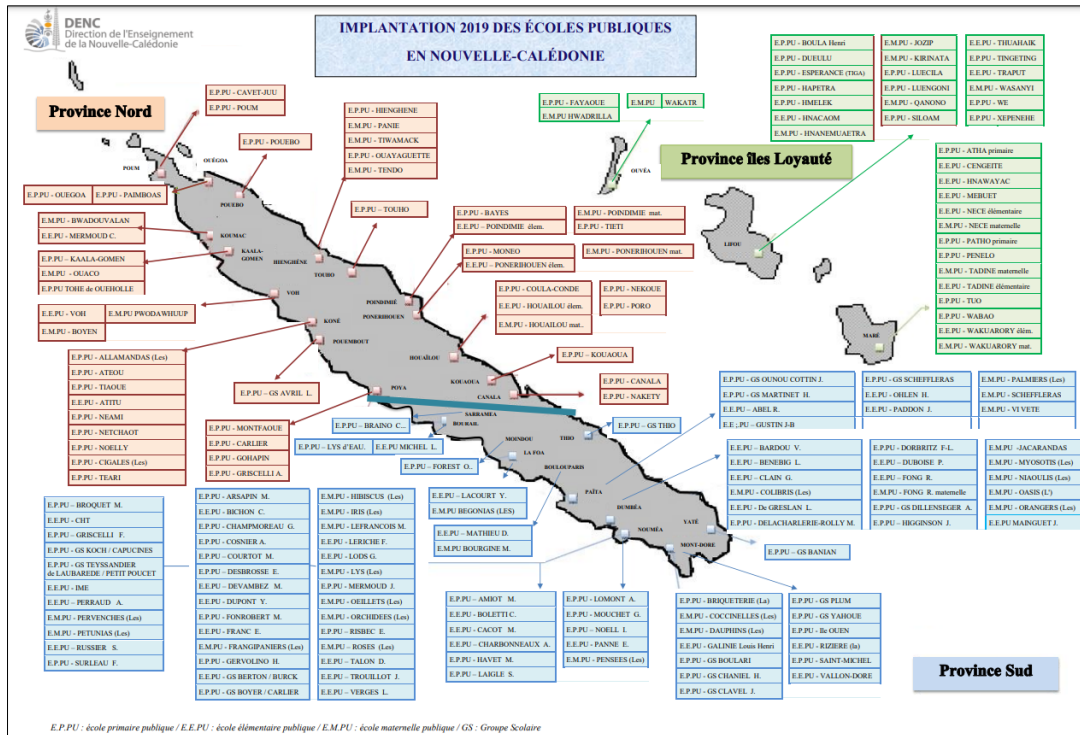 DENC
Direction de l'Enseignement
de la Nouvelle-Calédonie
IMPLANTATION 2019 DES ÉCOLES PUBLIQUES
EN NOUVELLE-CALÉDONIE
Province Nord
E.P.PU - CAVET-JUU
E.P.PU - POUM
E.P.PU - POUEBO
E.P.PU - HIENGHENE
E.M.PU - PANIE
E.M.PU - TIWAMACK
E.P.PU - OUAYAGUETTE
E.M.PU - TENDO
E.P.PU - OUEGOA
E.P.PU - PAIMBOAS
E.M.PU - BWADOUVALAN
E.E.PU - MERMOUD C.
E.P.PU – KAALA-GOMEN
E.M.PU - OUACO
E.P.PU TOHE de OUEHOLLE
E.E.PU - VOH
E.M.PU PWODAWHUUP
E.M.PU - BOYEN
E.P.PU - ALLAMANDAS (Les)
E.P.PU - ATEOU
E.P.PU - TIAOUE
E.P.PU - ATITU
E.P.PU - NEAMI
E.P.PU - NETCHAOT
E.P.PU - NOELLY
E.P.PU - CIGALES (Les)
E.P.PU - TEARI
E.P.PU – GS AVRIL L.
E.P.PU - MONTFAOUE
E.P.PU - CARLIER
E.P.PU - GOHAPIN
E.P.PU - GRISCELLI A.
E.P.PU – TOUHO
E.P.PU - BAYES
E.E.PU - POINDIMIE élem.
E.M.PU - POINDIMIE mat.
E.P.PU - TIETI
E.P.PU - MONEO
E.E.PU - PONERIHOUEN élem.
E.M.PU - PONERIHOUEN mat.
E.P.PU - COULA-CONDE
E.E.PU - HOUAILOU élem.
E.M.PU - HOUAILOU mat..
E.P.PU - NEKOUE
E.P.PU - PORO
E.P.PU – KOUAOUA
E.P.PU - CANALA
E.P.PU - NAKETY
POUM
OUÉGOA
POUEBO
KOUMAC
KAALA-
GOMEN
HIENGHÈNE
TOUHO
VOH
POINDIMIÉ
PONERIHOUEN
KONÉ
POUEMBOUT
HOUAÏLOU
KOUAOUA
POYA
CANALA
SARRAMEA
BOURAIL
MOINDOU
THIO
LA FOA
BOULOUPARIS
PAÏTA
DUMBÉA
NOUMÉA
YATÉ
MONT-DORE
Province îles Loyauté
OUVÉA
LIFOU
MARÉ
E.P.PU - FAYAOUE
E.M.PU HWADRILLA
E.M.PU
WAKATR
E.P.PU - BOULA Henri
E.P.PU - DUEULU
E.P.PU - ESPERANCE (TIGA)
E.P.PU - HAPETRA
E.P.PU - HMELEK
E.E.PU - HNACAOM
E.M.PU - HNANEMUAETRA
E.M.PU - JOZIP
E.M.PU - KIRINATA
E.P.PU - LUECILA
E.P.PU - LUENGONI
E.M.PU - QANONO
E.P.PU - SILOAM
E.E.PU - THUAHAIK
E.P.PU - TINGETING
E.E.PU - TRAPUT
E.M.PU - WASANYI
E.P.PU - WE
E.P.PU - XEPENEHE
E.P.PU - ATHA primaire
E.E.PU - CENGEITE
E.E.PU - HNAWAYAC
E.P.PU - MEBUET
E.E.PU - NECE élémentaire
E.M.PU - NECE maternelle
E.P.PU - PATHO primaire
E.P.PU - PENELO
E.M.PU - TADINE maternelle
E.E.PU - TADINE élémentaire
E.P.PU - TUO
E.P.PU - WABAO
E.E.PU - WAKUARORY élém.
E.M.PU - WAKUARORY mat.
E.P.PU – BRAINO C...
E.P.PU – LYS d'EAU.
E.E.PU MICHEL L.
E.P.PU – FOREST O..
E.P.PU – GS THIO
E.E.PU – LACOURT Y.
E.M.PU BEGONIAS (LES)
E.E.PU – MATHIEU D.
E.M.PU BOURGINE M.
E.P.PU - GS OUNOU COTTIN J.
E.P.PU - GS MARTINET H.
E.E.PU – ABEL R.
E.E ;.PU – GUSTIN J-B
E.P.PU - GS SCHEFFLERAS
E.E.PU - OHLEN H.
E.E.PU - PADDON J.
E.M.PU - PALMIERS (Les)
E.M.PU - SCHEFFLERAS
E.M.PU - VI VETE
E.E.PU - BARDOU V.
E.E.PU - BENEBIG L.
E.E.PU - CLAIN G.
E.M.PU - COLIBRIS (Les)
E.E.PU - De GRESLAN L.
E.P.PU - DELACHARLERIE-ROLLY M.
E.P.PU - DORBRITZ F-L.
E.E.PU - DUBOISE P.
E.E.PU - FONG R.
E.M.PU - FONG R. maternelle
E.P.PU - GS DILLENSEGER A.
E.P.PU – HIGGINSON J.
E.M.PU -JACARANDAS
E.M.PU - MYOSOTIS (Les)
E.M.PU - NIAOULIS (Les)
E.M.PU - OASIS (L')
E.M.PU - ORANGERS (Les)
E.E.PU MAINGUET J.
E.P.PU – GS BANIAN
E.P.PU – BROQUET M.
E.E.PU – CHT
E.P.PU – GRISCELLI F.
E.P.PU - GS KOCH / CAPUCINES
E.P.PU - GS TEYSSANDIER
de LAUBAREDE / PETIT POUCET
E.E.PU – IME
E.E.PU – PERRAUD A.
E.M.PU - PERVENCHES (Les)
E.M.PU - PETUNIAS (Les)
E.E.PU – RUSSIER S.
E.P.PU - SURLEAU F.
E.P.PU - ARSAPIN M.
E.P.PU - BICHON C.
E.P.PU - CHAMPMOREAU G.
E.P.PU - COSNIER A.
E.P.PU – COURTOT M.
E.P.PU – DESBROSSE E.
E.E.PU – DEVAMBEZ M.
E.E.PU - DUPONT Y.
E.P.PU - FONROBERT M.
E.E.PU – FRANC E.
E.M.PU - FRANGIPANIERS (Les)
E.P.PU - GERVOLINO H.
E.P.PU - GS BERTON / BURCK
E.P.PU - GS BOYER / CARLIER
E.M.PU - HIBISCUS (Les)
E.M.PU - IRIS (Les)
E.M.PU - LEFRANCOIS M.
E.E.PU - LERICHE F.
E.E.PU - LODS G.
E.M.PU - LYS (Les)
E.P.PU - MERMOUD J.
E.M.PU - OEILLETS (Les)
E.M.PU - ORCHIDEES (Les)
E.P.PU - RISBEC E.
E.M.PU – ROSES (Les)
E.E.PU – TALON D.
E.E.PU – TROUILLOT J.
E.E.PU – VERGES L.
E.P.PU – AMIOT M.
E.E.PU – BOLETTI C.
E.E.PU – CACOT M.
E.E.PU – CHARBONNEAUX A.
E.P.PU – HAVET M.
E.P.PU – LAIGLE S.
E.P.PU – LOMONT A.
E.P.PU - MOUCHET G.
E.P.PU – NOELL I.
E.E.PU – PANNE E.
E.M.PU - PENSEES (Les)
E.P.PU - BRIQUETERIE (La)
E.M.PU - COCCINELLES (Les)
E.M.PU - DAUPHINS (Les)
E.E.PU - GALINIE Louis Henri
E.P.PU - GS BOULARI
E.P.PU - GS CHANIEL H.
E.P.PU - GS CLAVEL J.
E.P.PU - GS PLUM
E.P.PU - GS YAHOUE
E.P.PU - Ile OUEN
E.E.PU - RIZIERE (la)
E.P.PU - SAINT-MICHEL
E.E.PU – VALLON-DORE
Province Sud
E.P.PU : école primaire publique / E.E.PU : école élémentaire publique / E.M.PU : école maternelle publique / GS : Groupe Scolaire